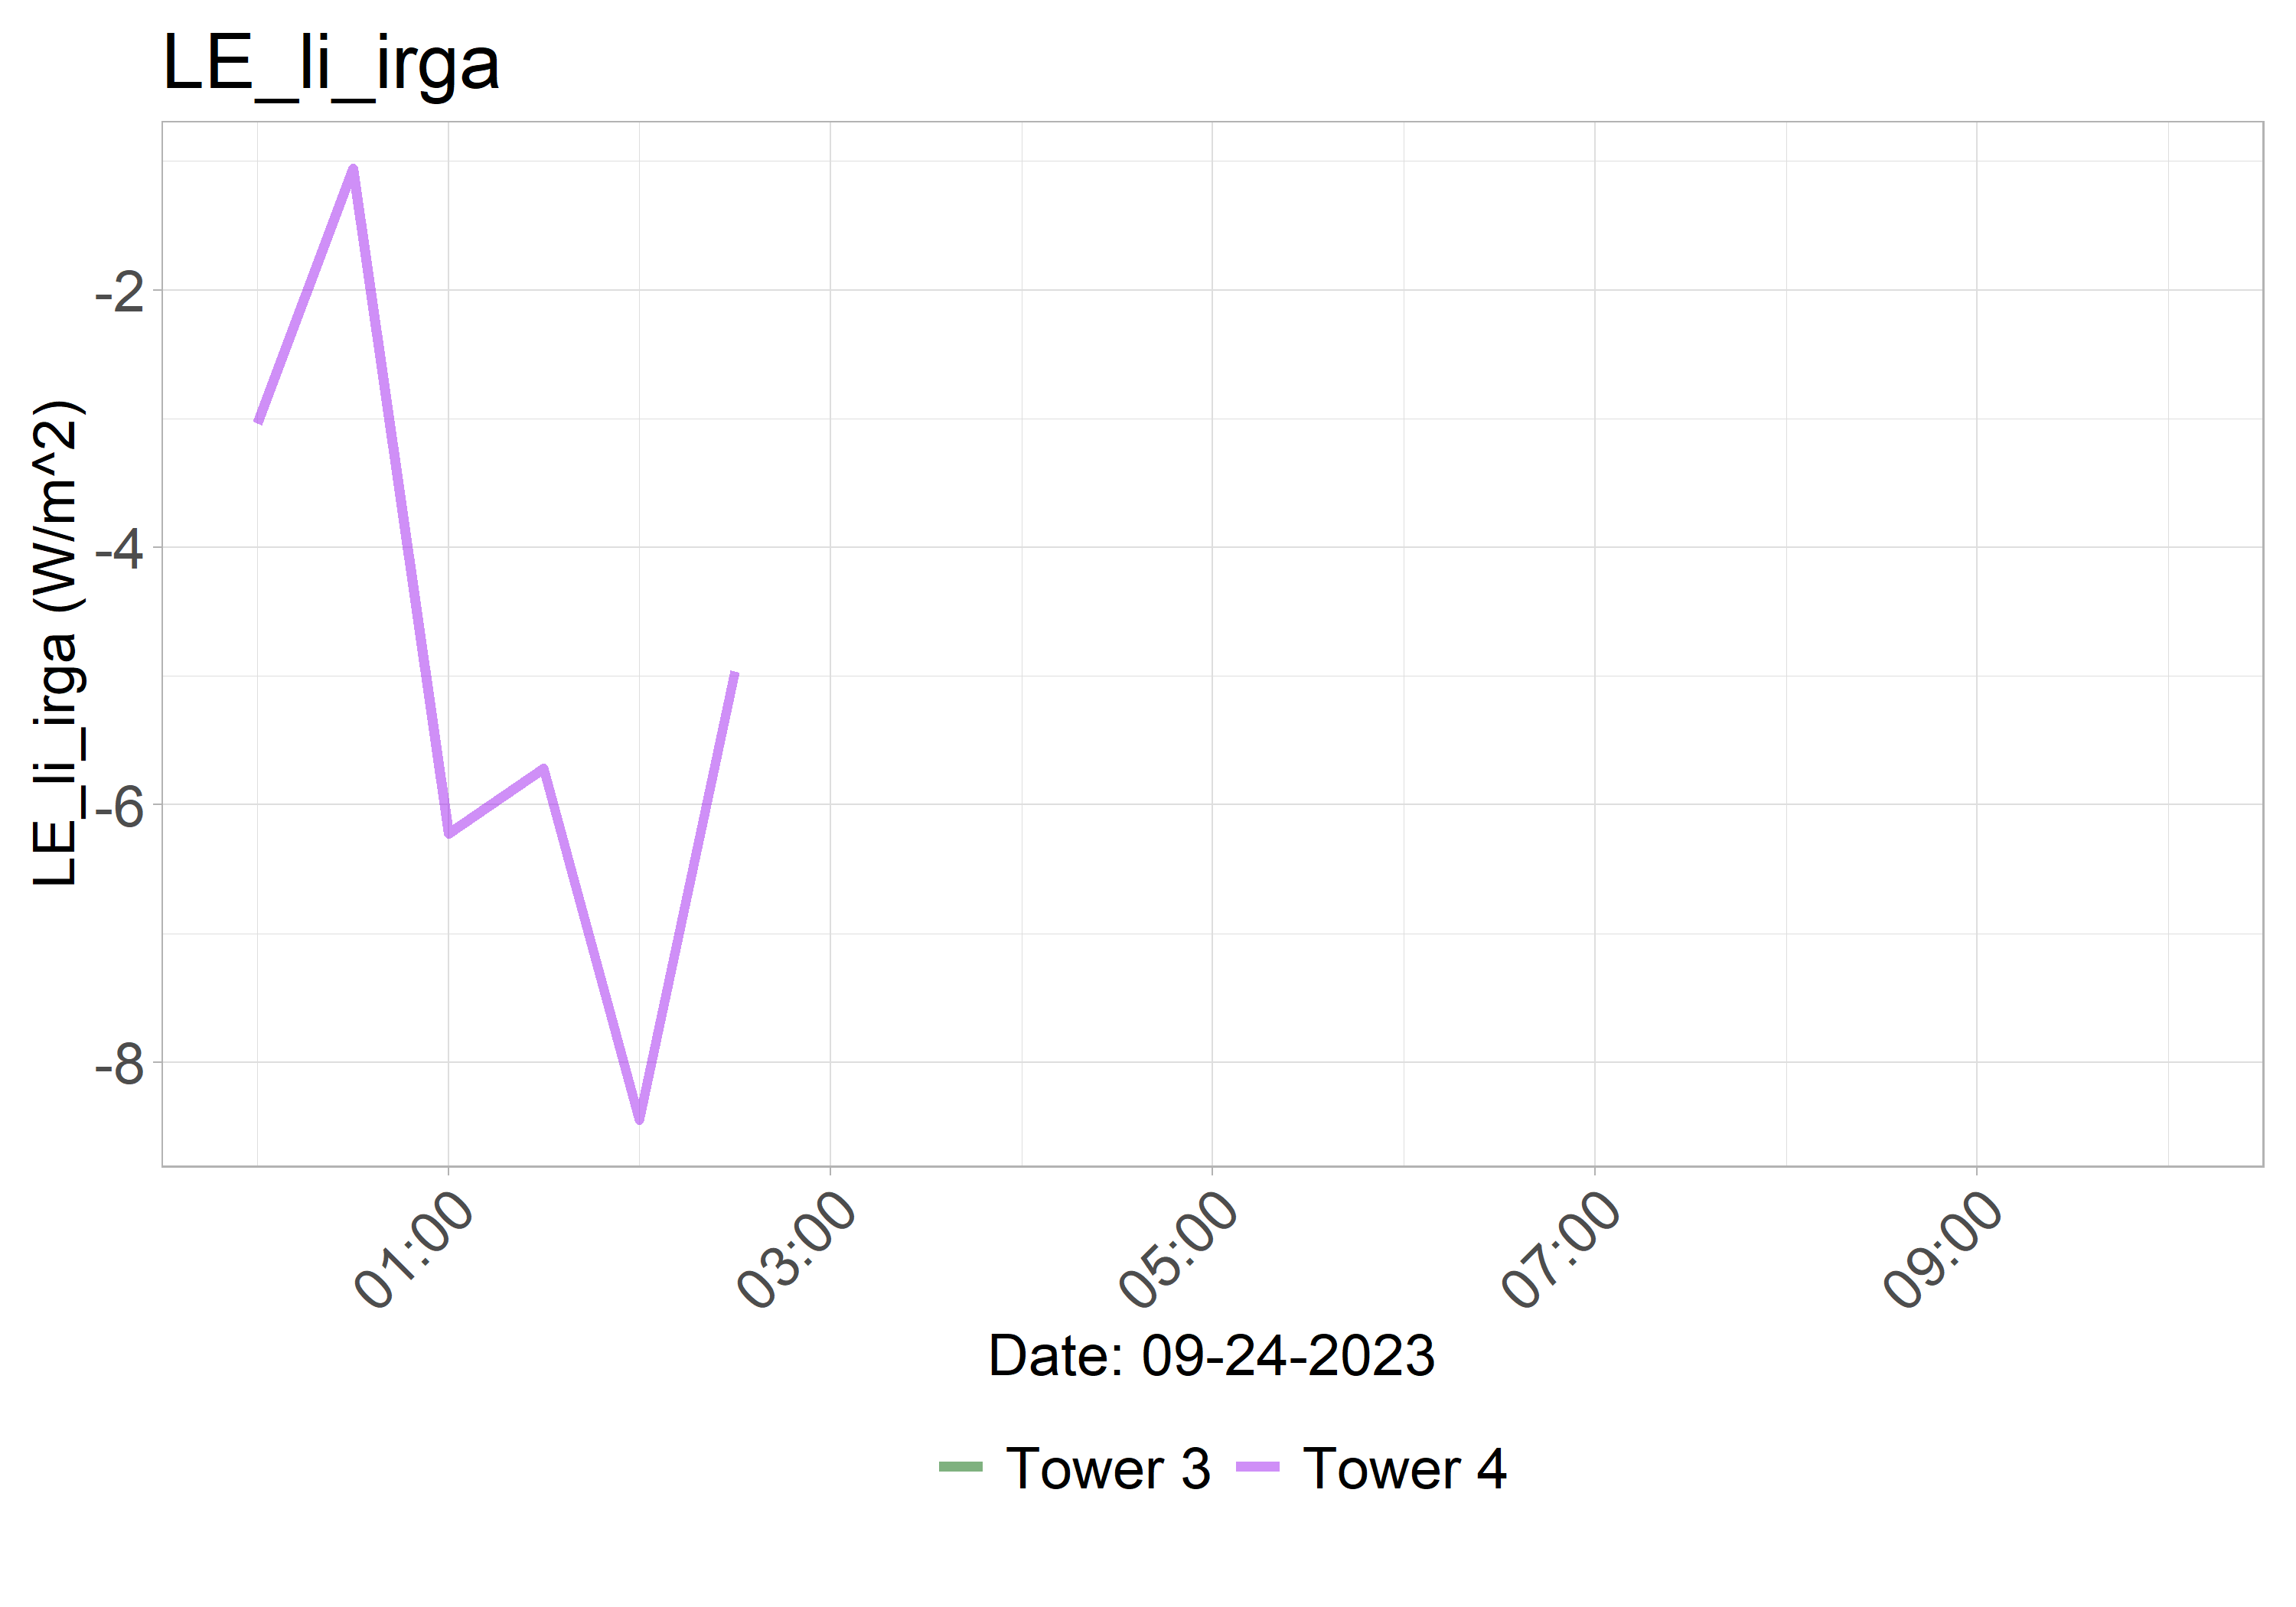 LE_li_irga
LE_li_irga (W/m^2)
-2
-4
-6
-8
01:00
03:00
05:00
07:00
09:00
Date: 09-24-2023
Tower 3
Tower 4